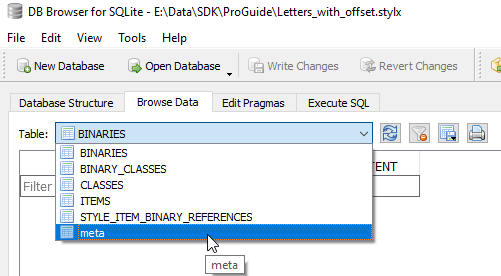 DB Browser for SQLite - E:\Data\SDK\ProGuide\Letters_with_offset.stylx
File Edit View Tools Help
New Database Open Database Write Changes Revert Changes
Database Structure Browse Data Edit Pragmas Execute SQL
Table: BINARIES
BINARIES
BINARY_CLASSES
CLASSES
ITEMS
STYLE_ITEM_BINARY_REFERENCES
meta
Filter
meta